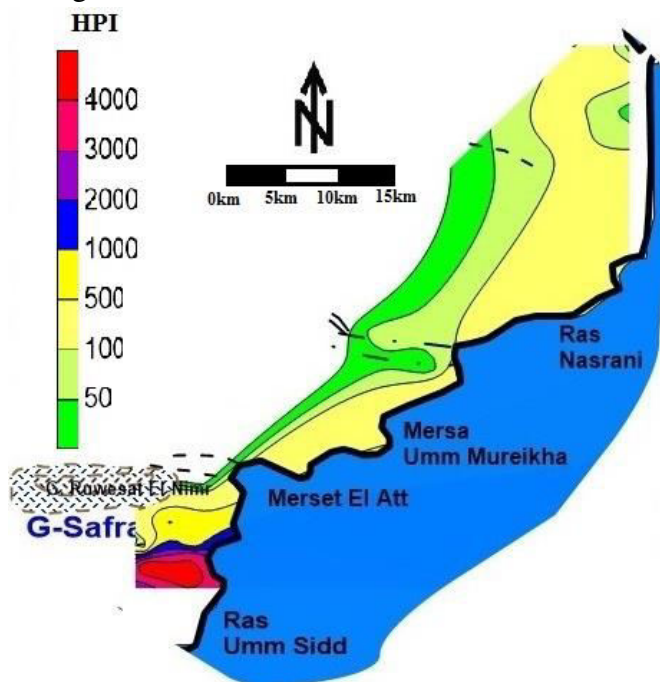 HPI
4000
3000
2000
1000
500
100
50
N
0km 5km 10km 15km
Ras
Nasrani
Mersa
Umm Mureikha
Merset El Att
G. Ruwesat El Nimr
G-Safra
Ras
Umm Sidd